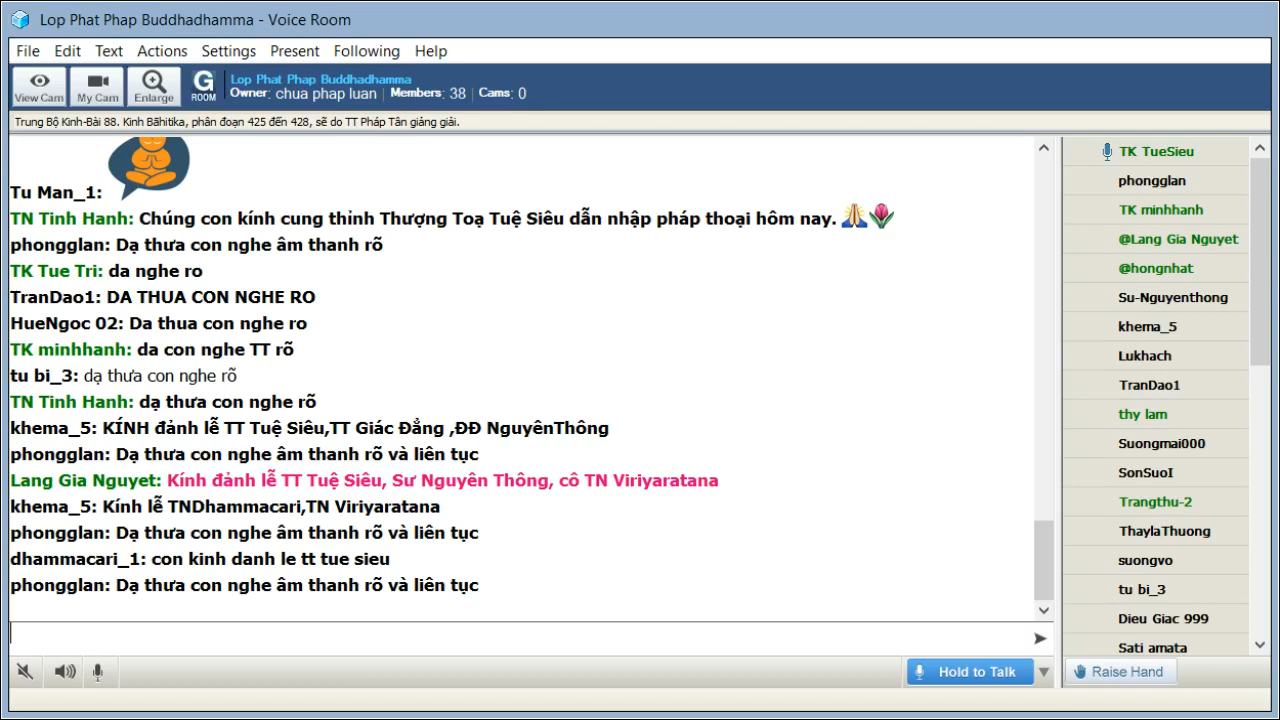 Lop Phat Phap Buddhadhamma - Voice Room
File Edit Text Actions Settings Present Following Help
View Cam My Cam Enlarge G ROOM
Lop Phat Phap Buddhadhamma
Owner: chua phap luan | Members: 38 | Cams: 0
Trung Bộ Kinh-Bài 88. Kinh Bāhitika, phân đoạn 425 đến 428, sẽ do TT Pháp Tân giảng giải.
Tu Man_1:
TN Tinh Hanh: Chúng con kính cung thỉnh Thượng Toạ Tuệ Siêu dẫn nhập pháp thoại hôm nay. 🙏🌷
phongglan: Dạ thưa con nghe âm thanh rõ
TK Tue Tri: da nghe ro
TranDao1: DA THUA CON NGHE RO
HueNgoc 02: Da thua con nghe ro
TK minhhanh: da con nghe TT rõ
tu bi_3: dạ thưa con nghe rõ
TN Tinh Hanh: dạ thưa con nghe rõ
khema_5: KÍNH đảnh lễ TT Tuệ Siêu,TT Giác Đẳng ,ĐĐ NguyênThông
phongglan: Dạ thưa con nghe âm thanh rõ và liên tục
Lang Gia Nguyet: Kính đảnh lễ TT Tuệ Siêu, Sư Nguyên Thông, cô TN Viriyaratana
khema_5: Kính lễ TNDhammacari,TN Viriyaratana
phongglan: Dạ thưa con nghe âm thanh rõ và liên tục
dhammacari_1: con kinh danh le tt tue sieu
phongglan: Dạ thưa con nghe âm thanh rõ và liên tục
Hold to Talk
TK TueSieu
phongglan
TK minhhanh
@Lang Gia Nguyet
@hongnhat
Su-Nguyenthong
khema_5
Lukhach
TranDao1
thy lam
Suongmai000
SonSuoI
Trangthu-2
ThaylaThuong
suongvo
tu bi_3
Dieu Giac 999
Sati amata
Raise Hand